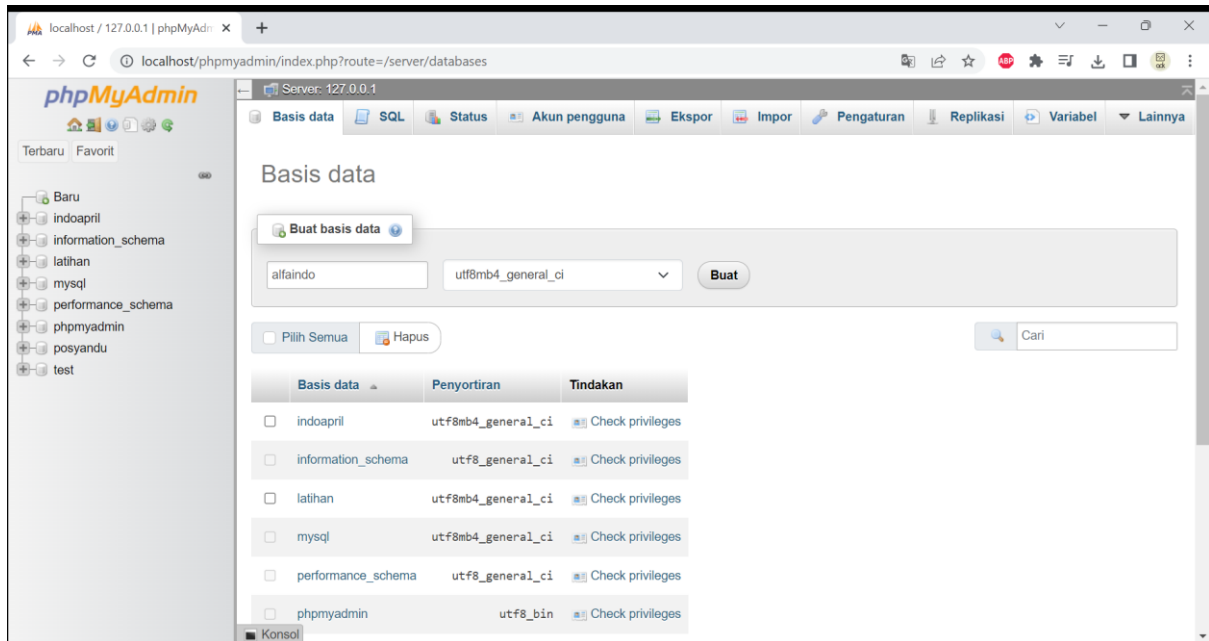 localhost / 127.0.0.1 | phpMyAdn
localhost/phpmyadmin/index.php?route=/server/databases
ABP
phpMyAdmin
Terbaru Favorit
Baru
indoapril
information_schema
latihan
mysql
performance_schema
phpmyadmin
posyandu
test
Server: 127.0.0.1
Basis data SQL Status Akun pengguna Ekspor Impor Pengaturan Replikasi Variabel Lainnya
Basis data
Buat basis data
alfaindo utf8mb4_general_ci Buat
Pilih Semua Hapus Cari
Basis data Penyortiran Tindakan
indoapril utf8mb4_general_ci Check privileges
information_schema utf8_general_ci Check privileges
latihan utf8mb4_general_ci Check privileges
mysql utf8mb4_general_ci Check privileges
performance_schema utf8_general_ci Check privileges
phpmyadmin utf8_bin Check privileges
Konsol